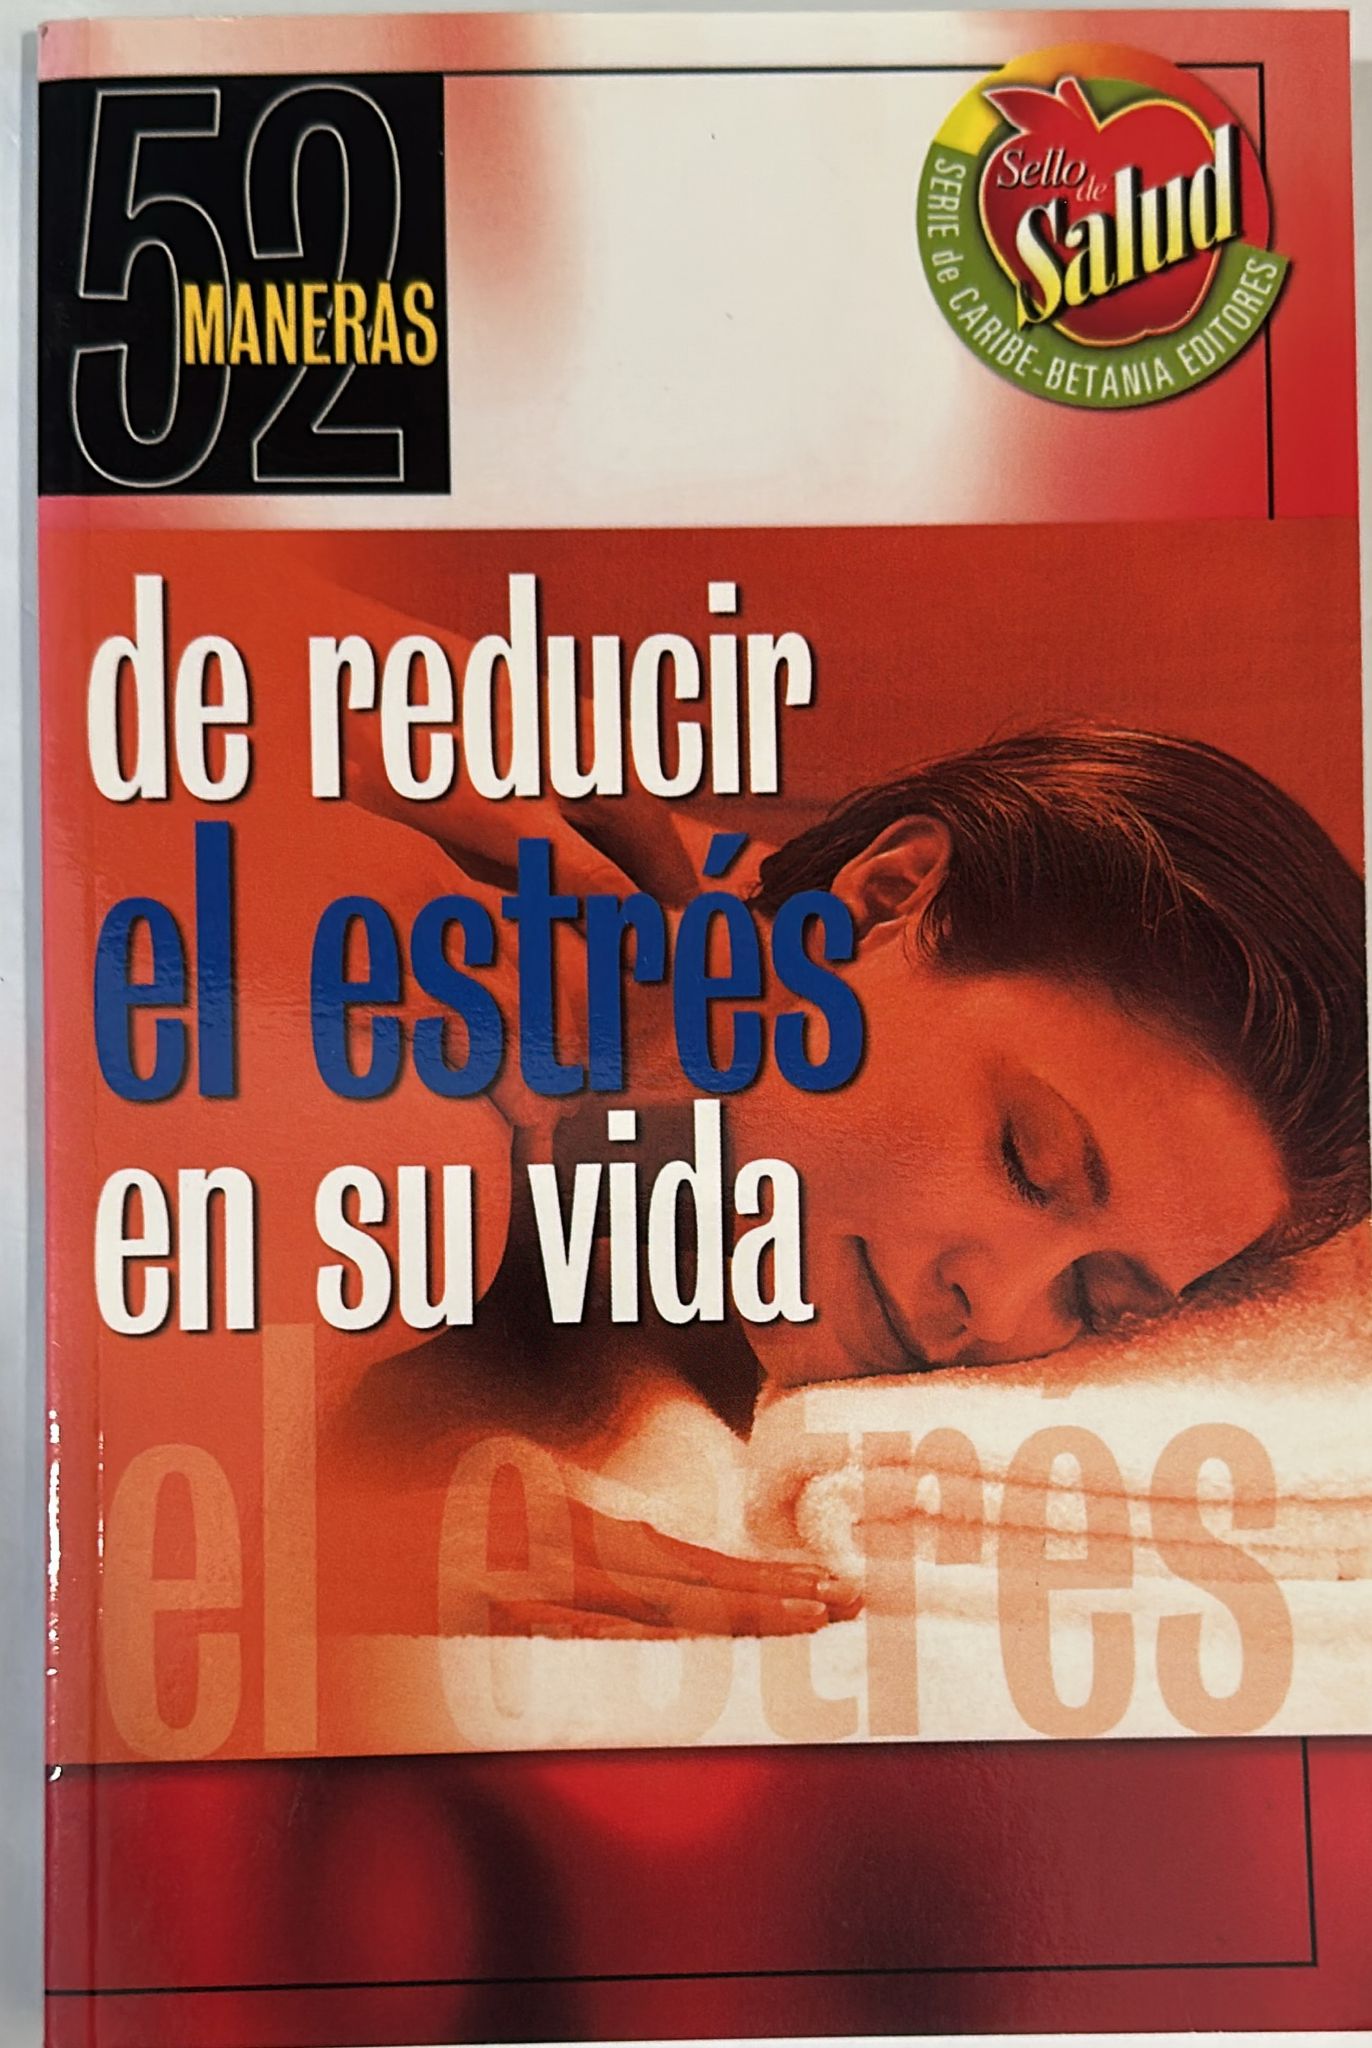 52
MANERAS
Sello de
Salud
SERIE de CARIBE-BETANIA EDITORES
de reducir
el estrés
en su vida
el estrés